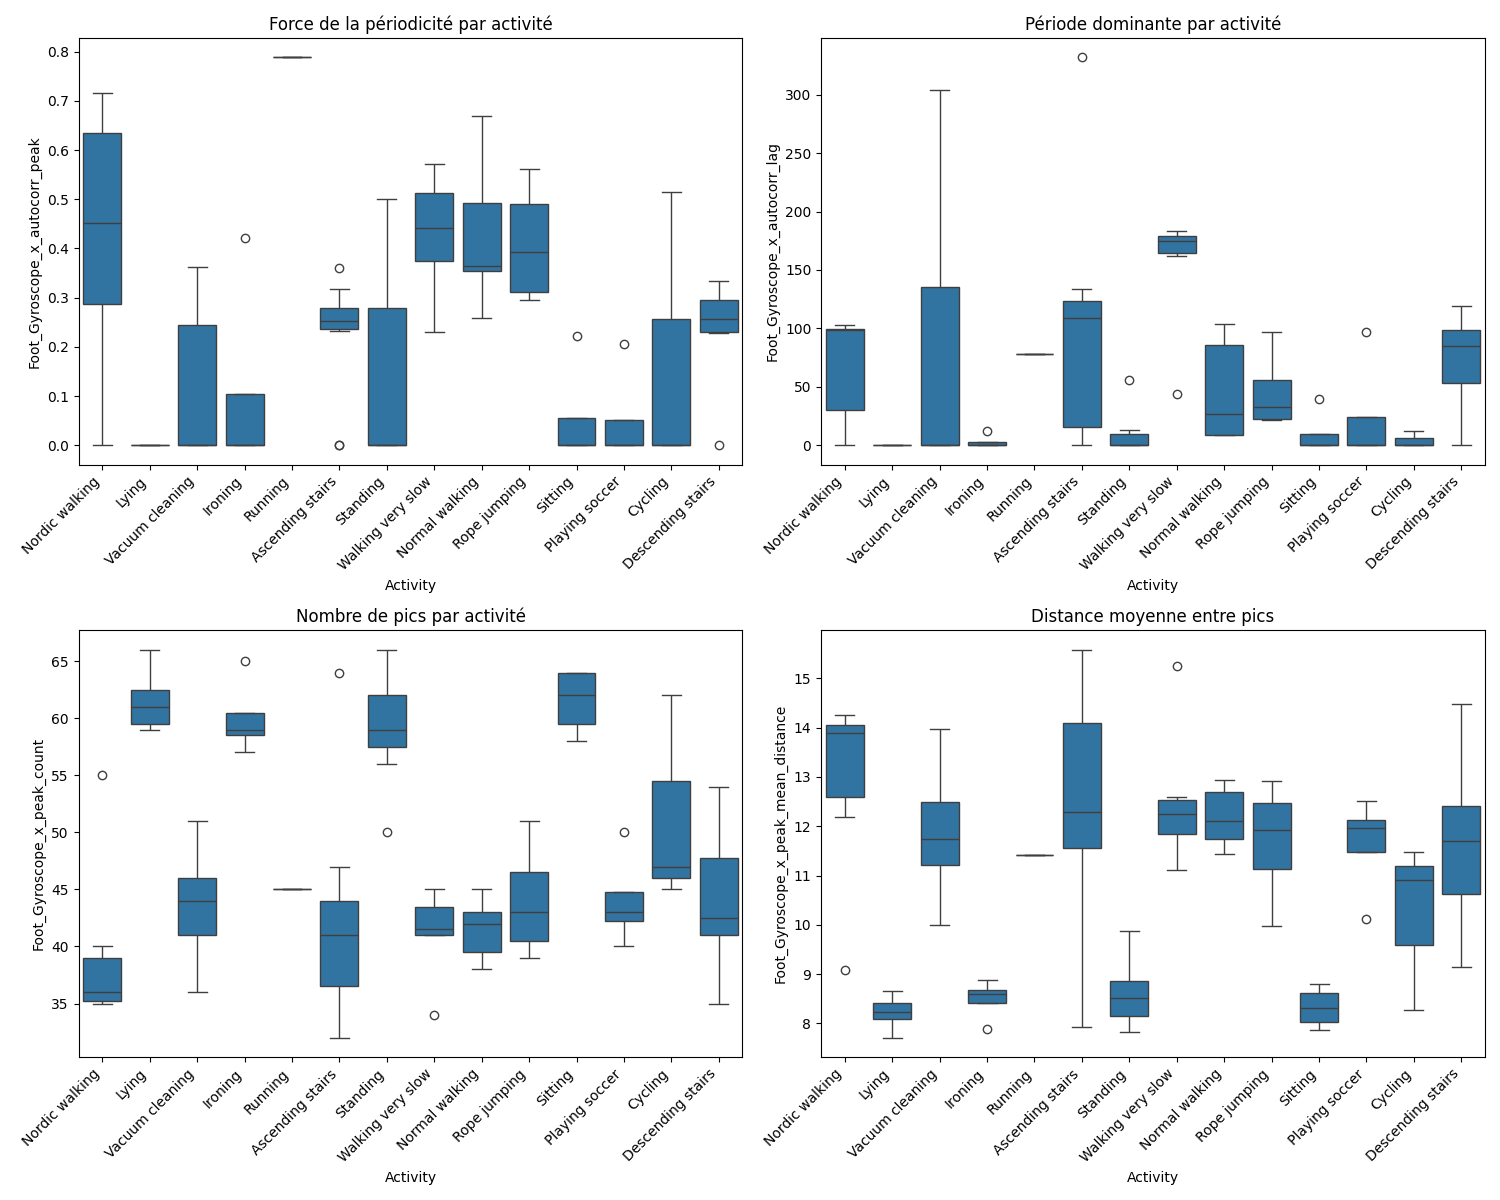 Force de la périodicité par activité
Foot_Gyroscope_x_autocorr_peak
0.8
0.7
0.6
0.5
0.4
0.3
0.2
0.1
0.0
Nordic walking
Lying
Vacuum cleaning
Ironing
Running
Ascending stairs
Standing
Walking very slow
Normal walking
Rope jumping
Sitting
Playing soccer
Cycling
Descending stairs
Activity
Période dominante par activité
Foot_Gyroscope_x_autocorr_lag
300
250
200
150
100
50
0
Nordic walking
Lying
Vacuum cleaning
Ironing
Running
Ascending stairs
Standing
Walking very slow
Normal walking
Rope jumping
Sitting
Playing soccer
Cycling
Descending stairs
Activity
Nombre de pics par activité
Foot_Gyroscope_x_peak_count
65
60
55
50
45
40
35
Nordic walking
Lying
Vacuum cleaning
Ironing
Running
Ascending stairs
Standing
Walking very slow
Normal walking
Rope jumping
Sitting
Playing soccer
Cycling
Descending stairs
Activity
Distance moyenne entre pics
Foot_Gyroscope_x_peak_mean_distance
15
14
13
12
11
10
9
8
Nordic walking
Lying
Vacuum cleaning
Ironing
Running
Ascending stairs
Standing
Walking very slow
Normal walking
Rope jumping
Sitting
Playing soccer
Cycling
Descending stairs
Activity